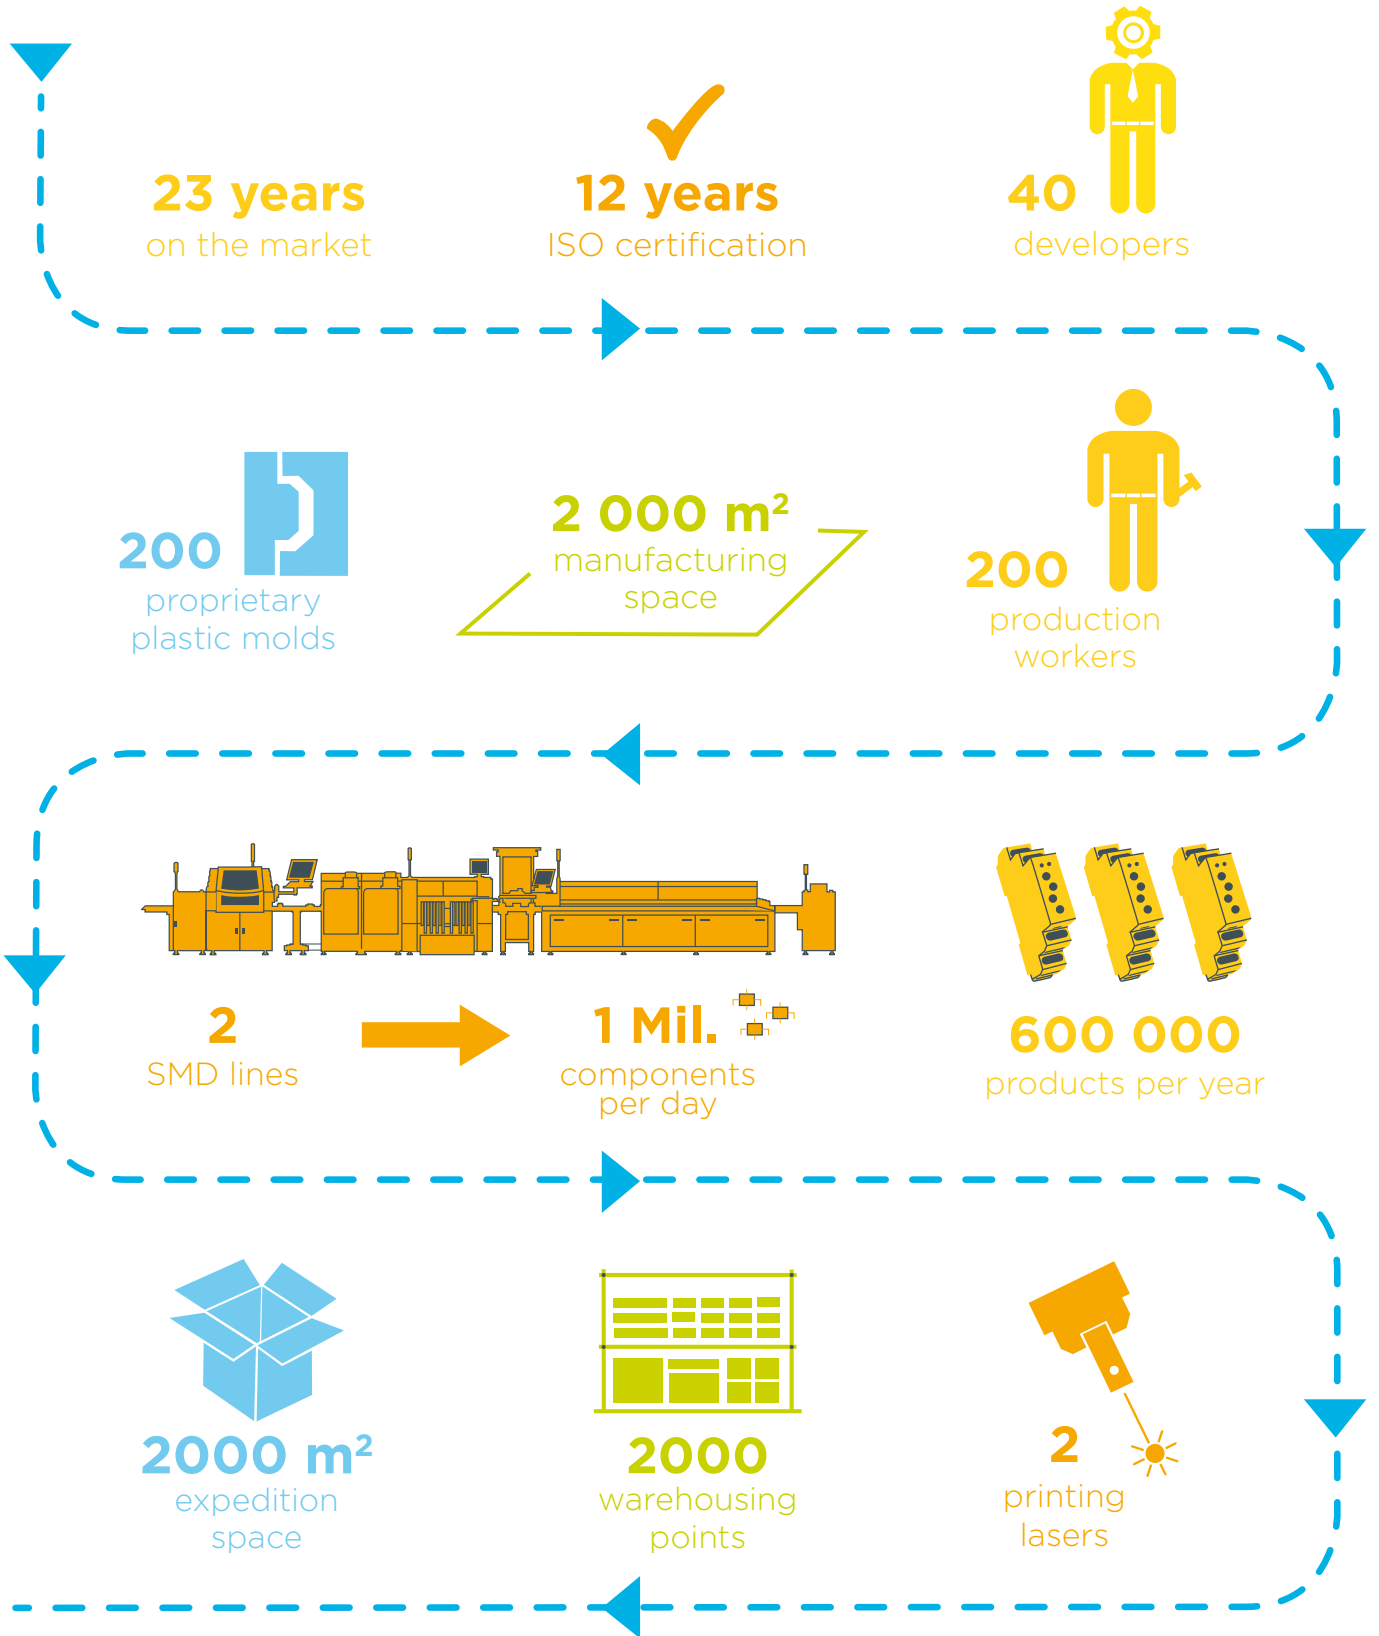 23 years
on the market
12 years
ISO certification
40
developers
200
proprietary
plastic molds
2 000 m²
manufacturing
space
200
production
workers
2
SMD lines
1 Mil.
components
per day
600 000
products per year
2000 m²
expedition
space
2000
warehousing
points
2
printing
lasers